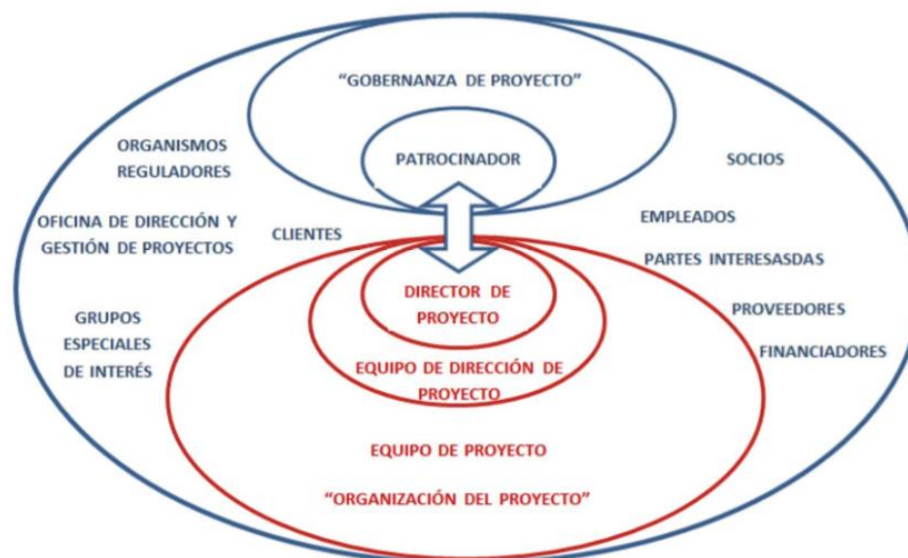 “GOBERNANZA DE PROYECTO”
PATROCINADOR
ORGANISMOS
REGULADORES
SOCIOS
OFICINA DE DIRECCIÓN Y
GESTIÓN DE PROYECTOS
CLIENTES
EMPLEADOS
PARTES INTERESASDAS
DIRECTOR DE
PROYECTO
GRUPOS
ESPECIALES
DE INTERÉS
PROVEEDORES
FINANCIADORES
EQUIPO DE DIRECCIÓN DE
PROYECTO
EQUIPO DE PROYECTO
“ORGANIZACIÓN DEL PROYECTO”